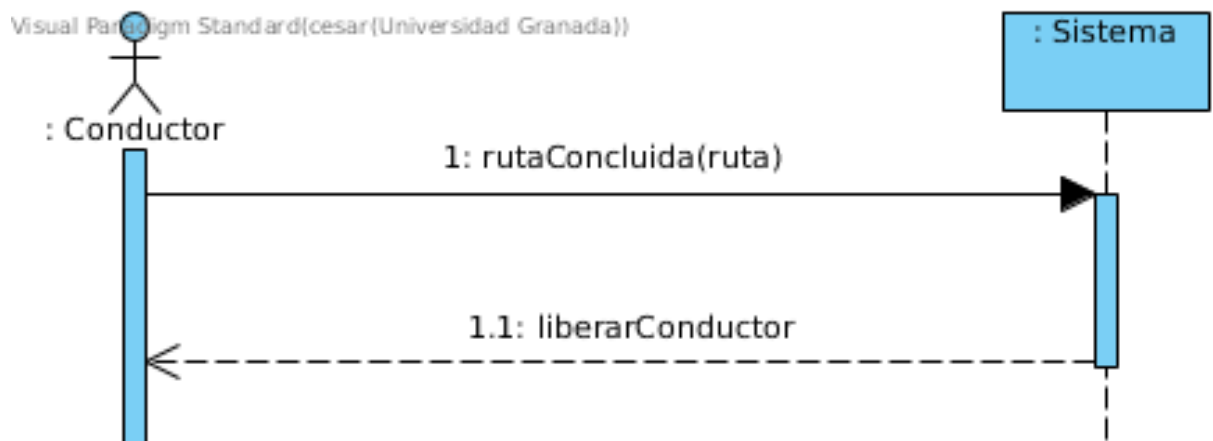 Visual Paradigm Standard(cesar(Universidad Granada))
: Sistema
: Conductor
1: rutaConcluida(ruta)
1.1: liberarConductor